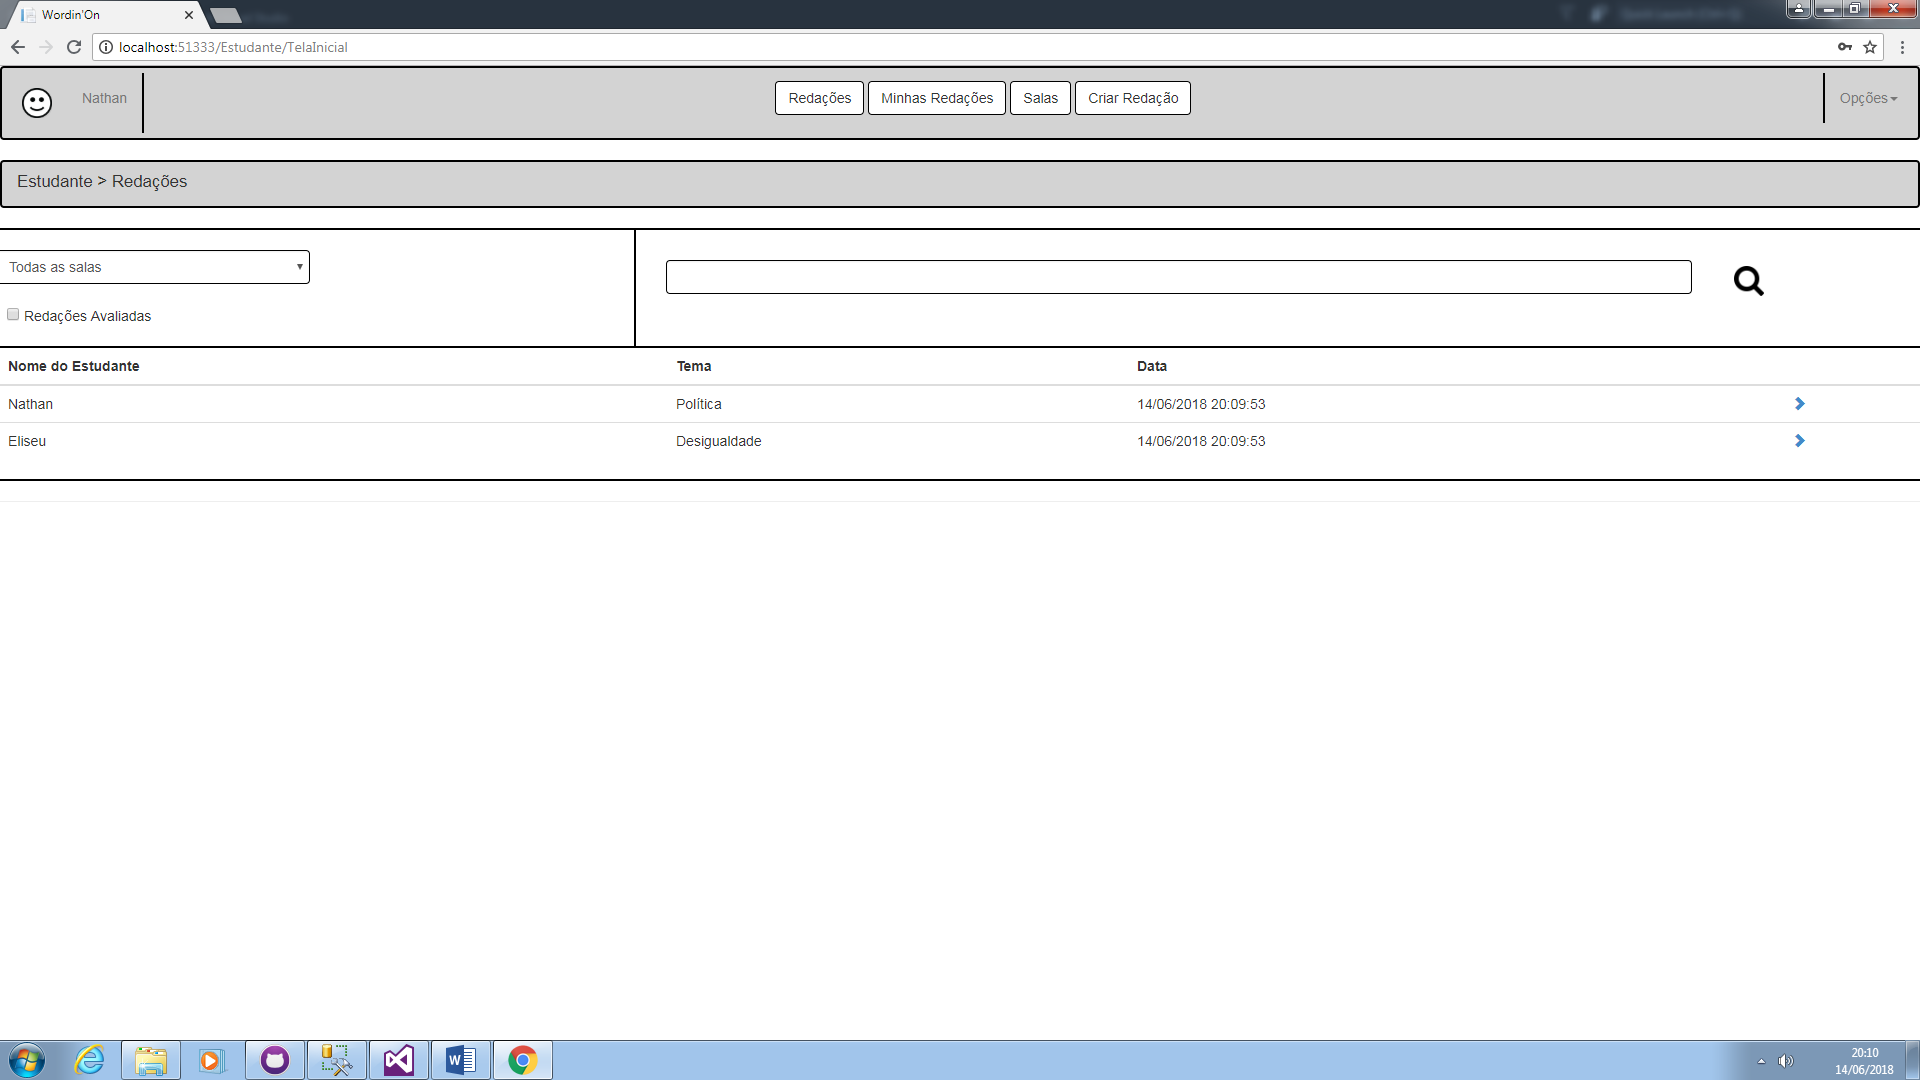 Wordin'On
localhost:51333/Estudante/TelaInicial
Nathan
Redações
Minhas Redações
Salas
Criar Redação
Opções
Estudante > Redações
Todas as salas
Redações Avaliadas
Nome do Estudante Tema Data
Nathan Política 14/06/2018 20:09:53
Eliseu Desigualdade 14/06/2018 20:09:53
20:10
14/06/2018